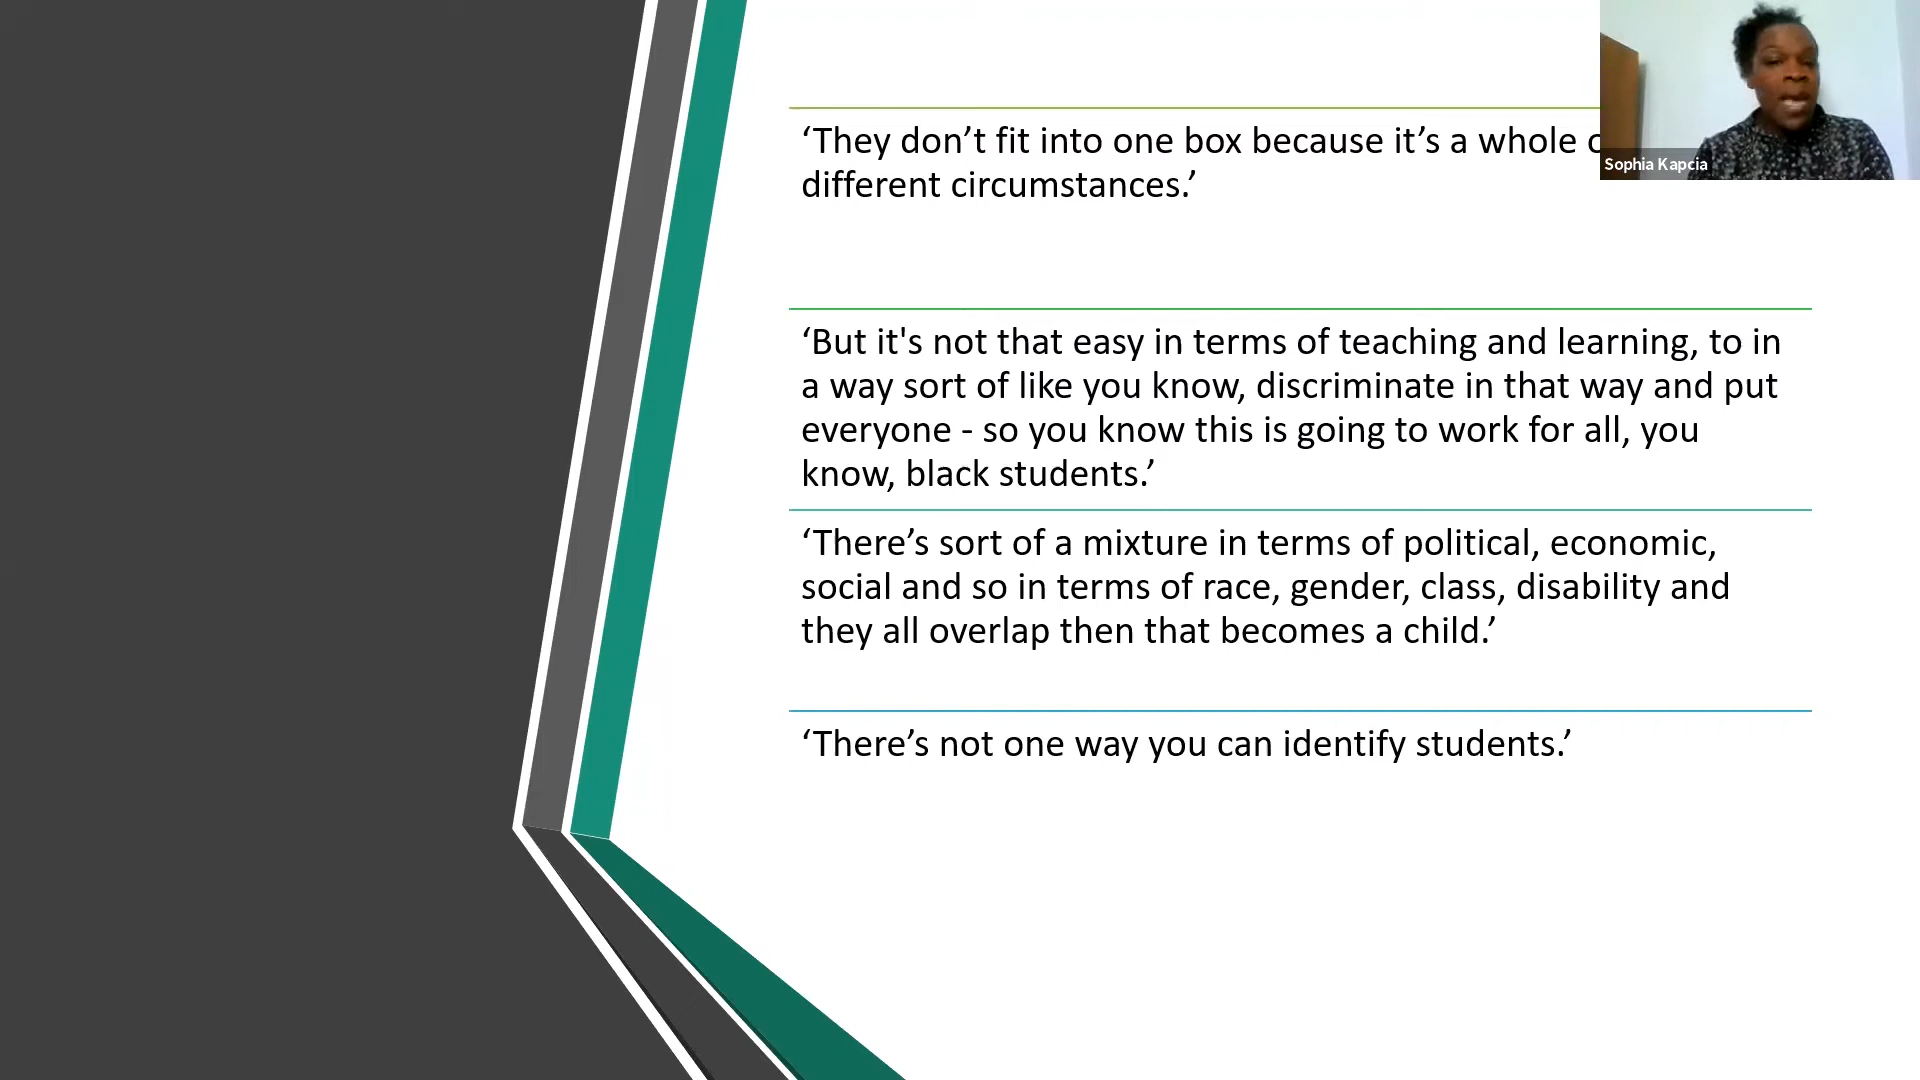 ‘They don’t fit into one box because it’s a whole
different circumstances.’
‘But it's not that easy in terms of teaching and learning, to in
a way sort of like you know, discriminate in that way and put
everyone - so you know this is going to work for all, you
know, black students.’
‘There’s sort of a mixture in terms of political, economic,
social and so in terms of race, gender, class, disability and
they all overlap then that becomes a child.’
‘There’s not one way you can identify students.’
Sophia Kapcia